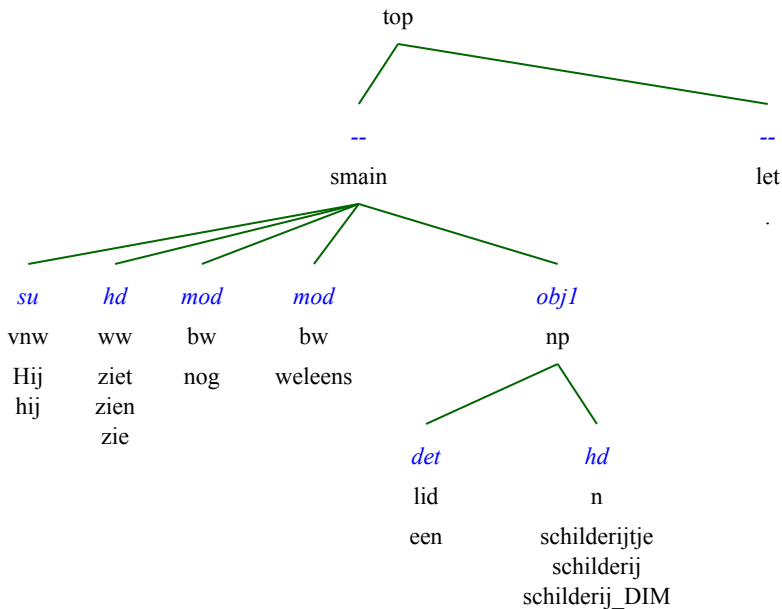 top
-- --
smain let
.
su hd mod mod obj1
vnw ww bw bw np
Hij ziet nog weleens
hij zien
zie
det hd
lid n
een schilderijtje
schilderij
schilderij_DIM